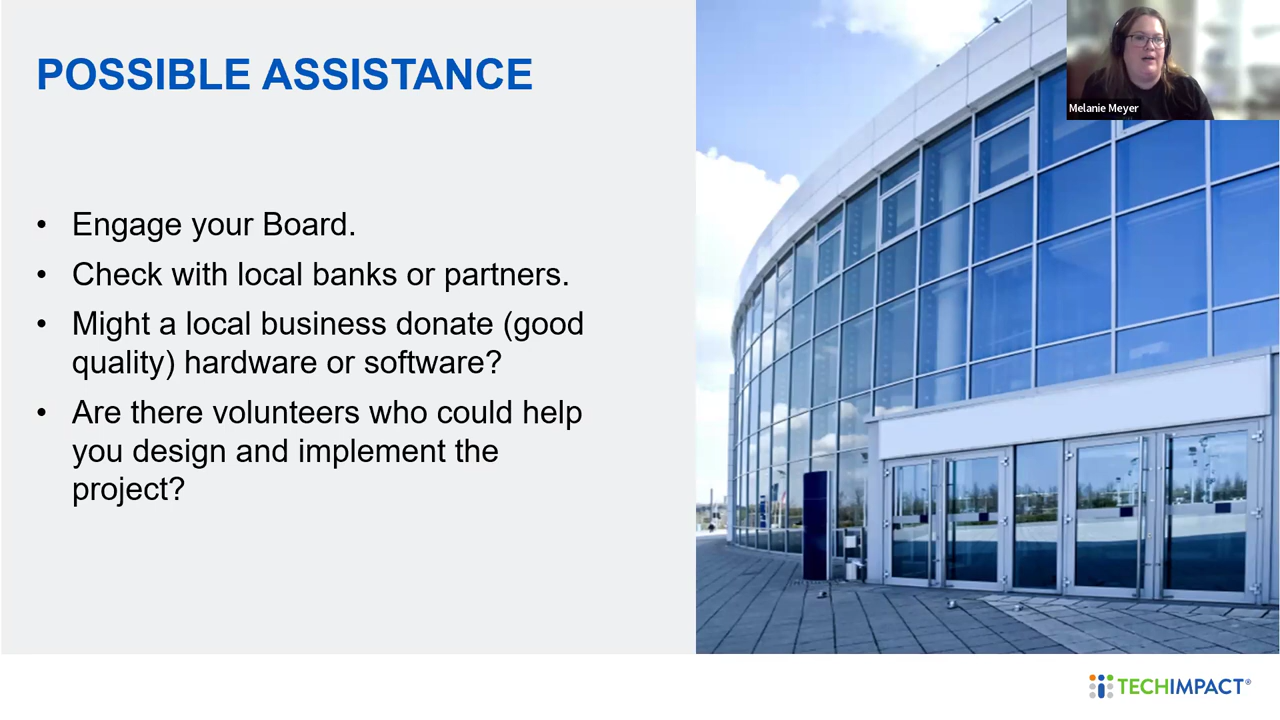 POSSIBLE ASSISTANCE
Melanie Meyer
• Engage your Board.
• Check with local banks or partners.
• Might a local business donate (good
quality) hardware or software?
• Are there volunteers who could help
you design and implement the
project?
TECHIMPACT®